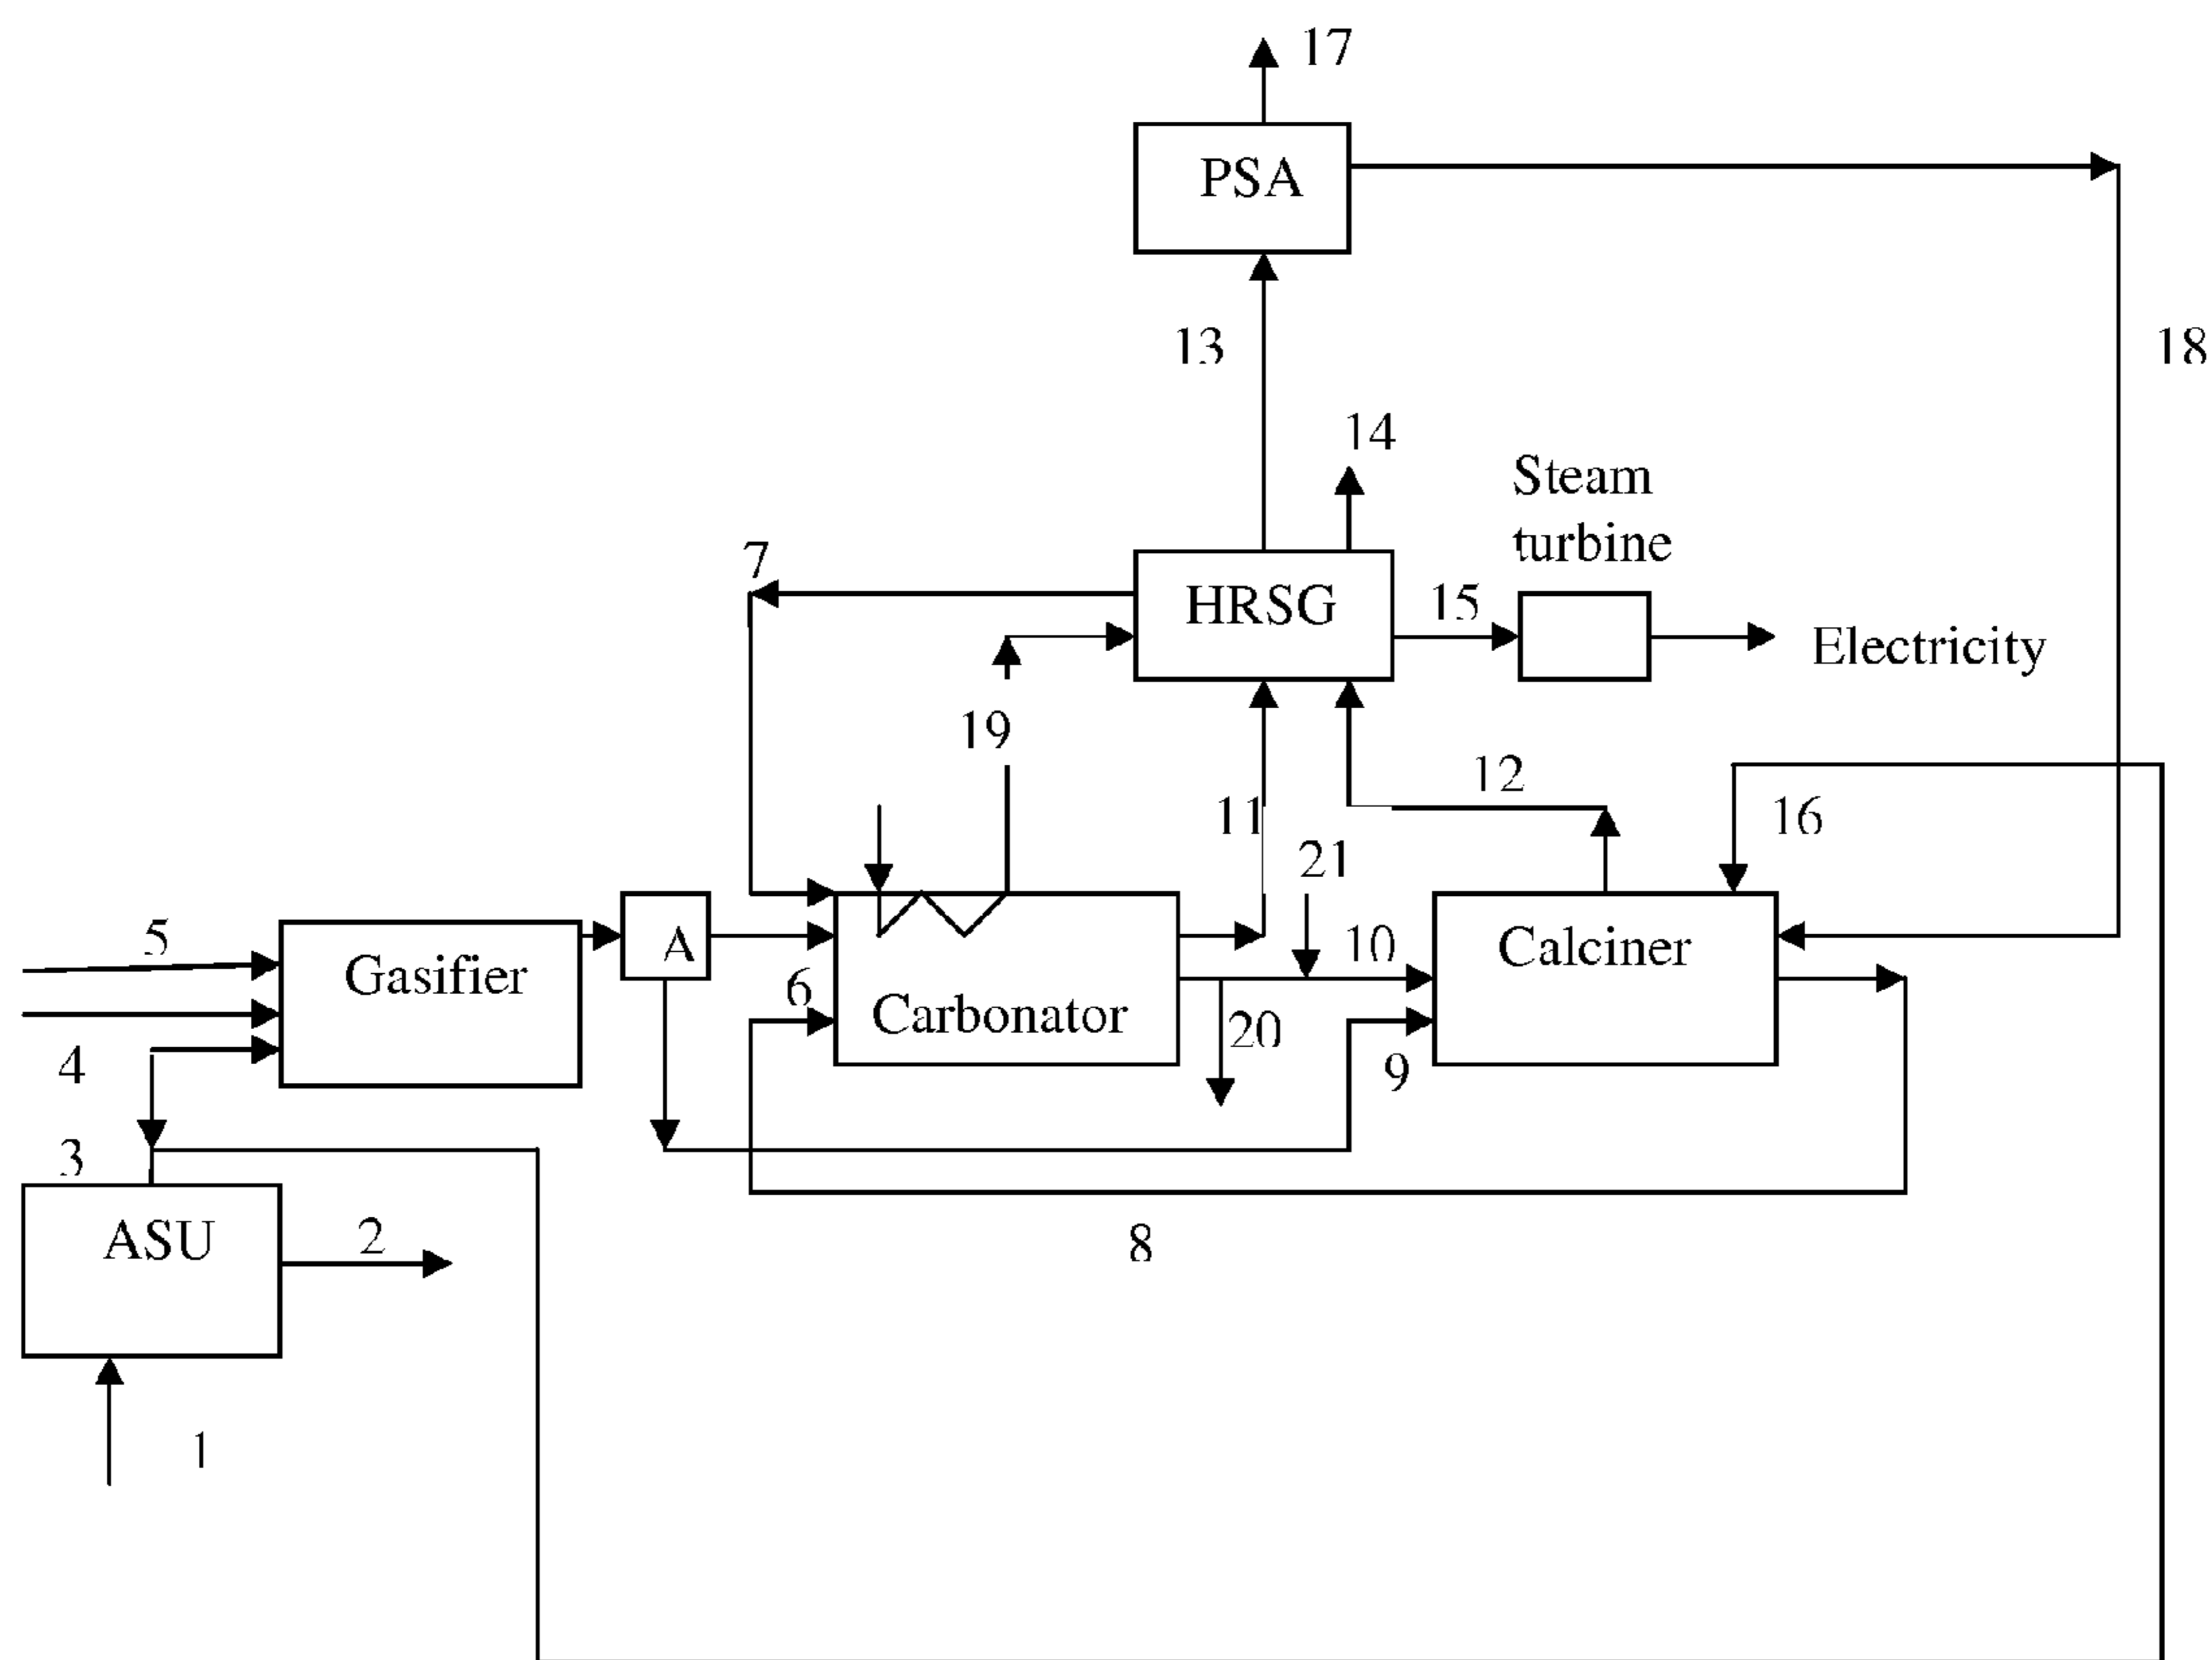 17
PSA
13
18
14
Steam
turbine
7
HRSG
15
Electricity
19
12
11
16
21
5
A
10
Gasifier
Calciner
6
Carbonator
20
4
9
3
ASU
2
8
1